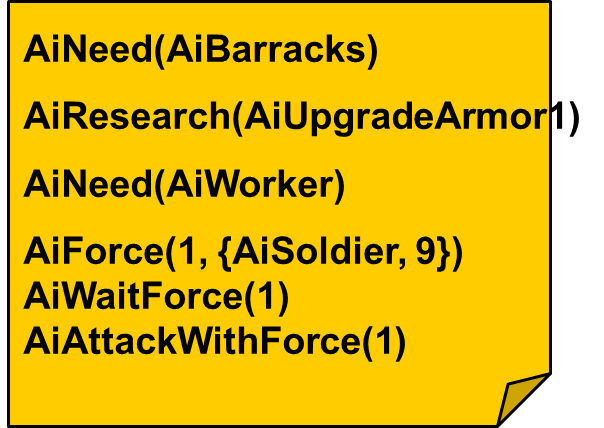 AiNeed(AiBarracks)
AiResearch(AiUpgradeArmor1)
AiNeed(AiWorker)
AiForce(1, {AiSoldier, 9})
AiWaitForce(1)
AiAttackWithForce(1)